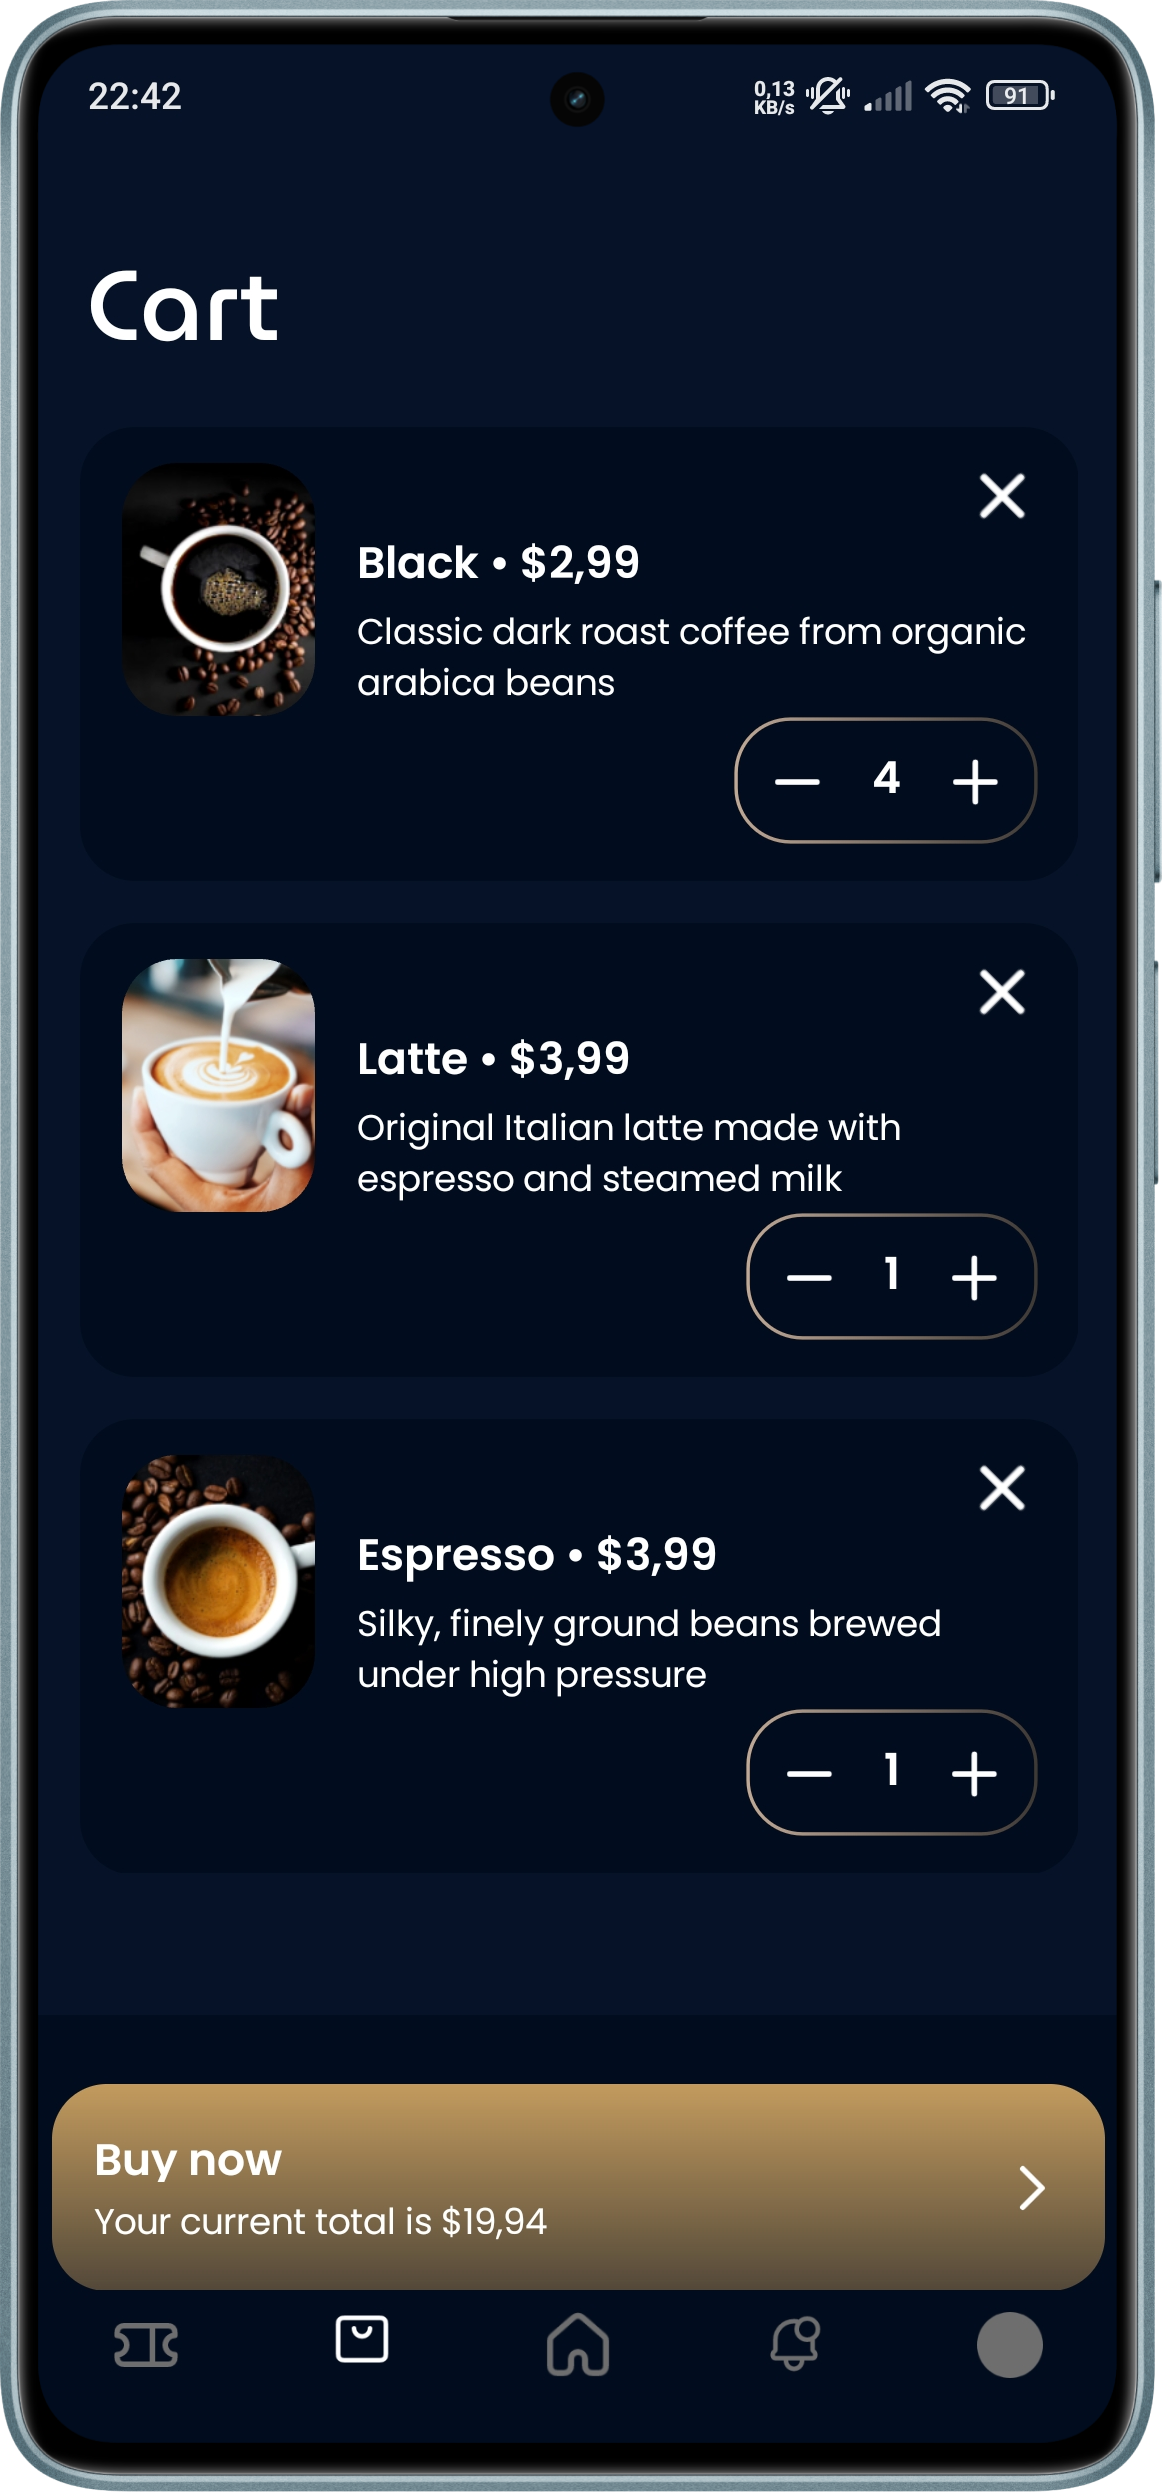 22:42
0,13
KB/s
91
Cart
Black • $2,99
Classic dark roast coffee from organic
arabica beans
4
Latte • $3,99
Original Italian latte made with
espresso and steamed milk
1
Espresso • $3,99
Silky, finely ground beans brewed
under high pressure
1
Buy now
Your current total is $19,94